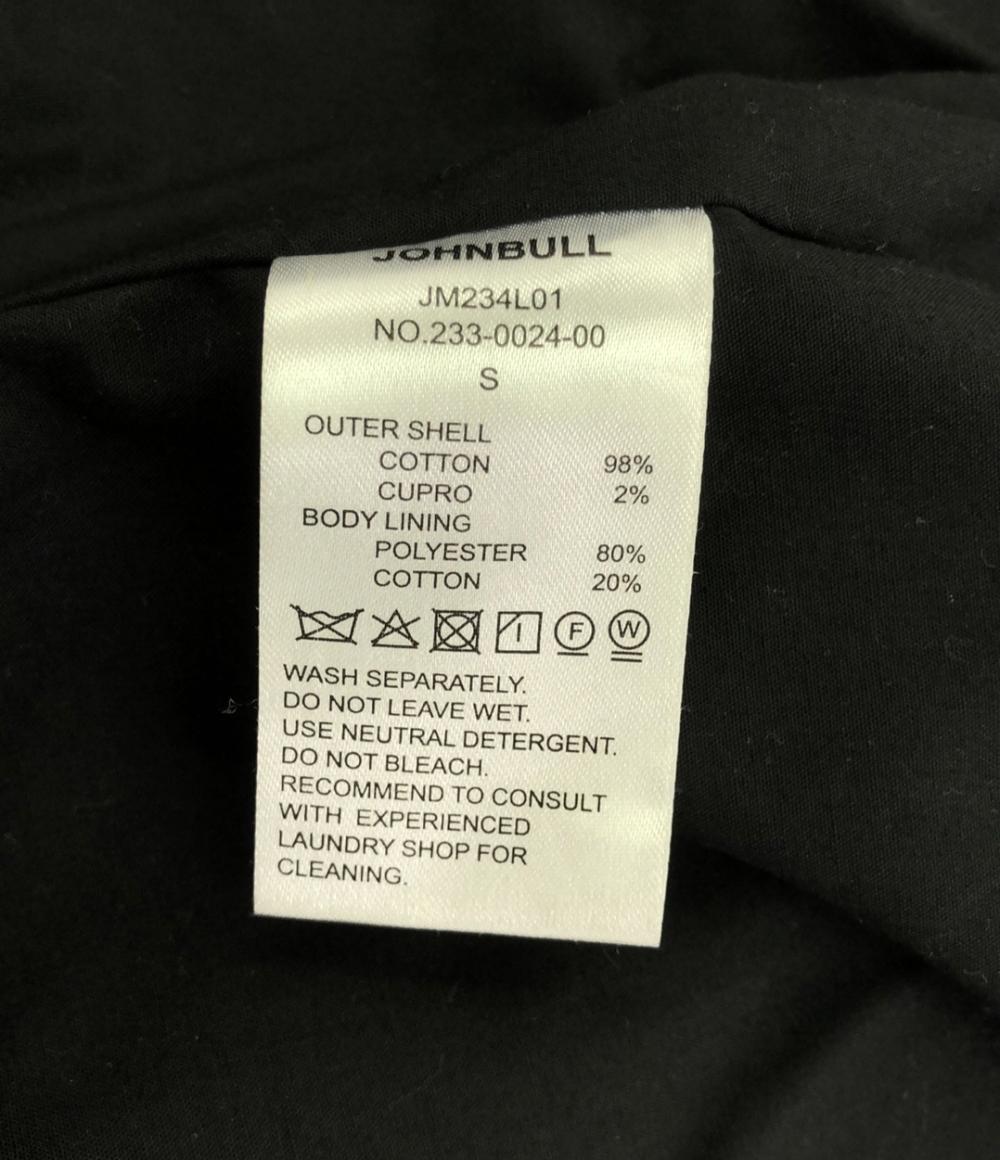 JOHNBULL
JM234L01
NO.233-0024-00
S
OUTER SHELL
COTTON 98%
CUPRO 2%
BODY LINING
POLYESTER 80%
COTTON 20%
F W
WASH SEPARATELY.
DO NOT LEAVE WET.
USE NEUTRAL DETERGENT.
DO NOT BLEACH.
RECOMMEND TO CONSULT
WITH EXPERIENCED
LAUNDRY SHOP FOR
CLEANING.